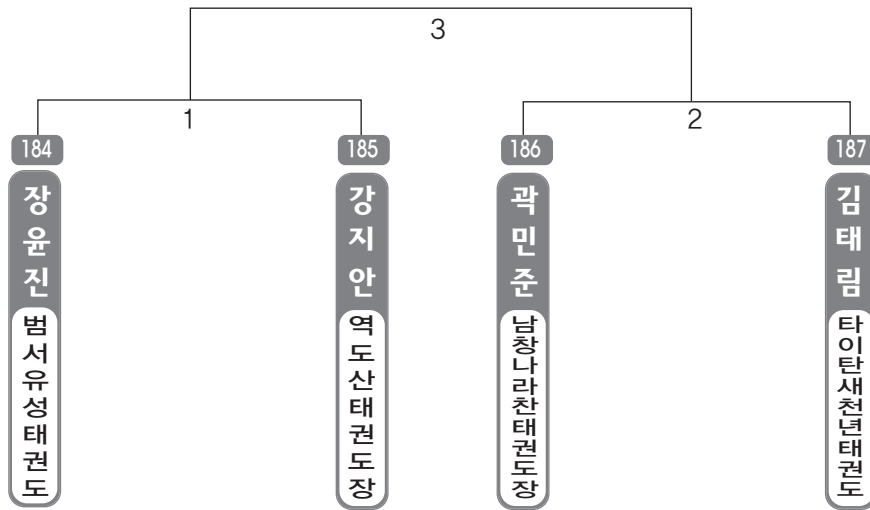 3
1
2
184
185
186
187
장윤진
범서유성태권도
강지안
역도산태권도장
곽민준
남창나라찬태권도장
김태림
타이탄새천년태권도